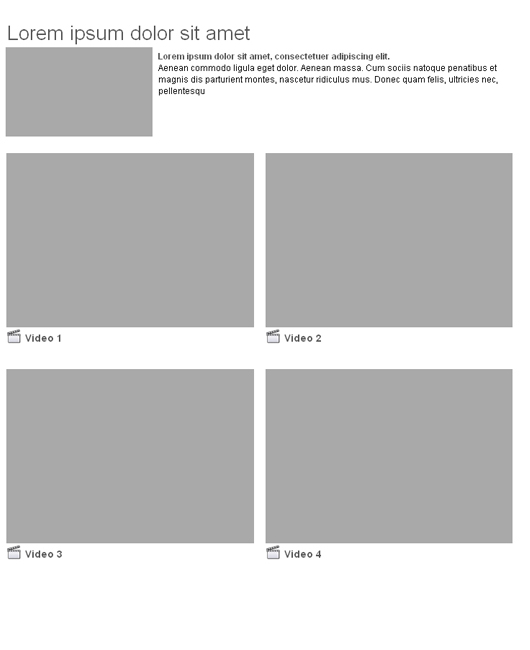 Lorem ipsum dolor sit amet
Lorem ipsum dolor sit amet, consectetuer adipiscing elit.
Aenean commodo ligula eget dolor. Aenean massa. Cum sociis natoque penatibus et
magnis dis parturient montes, nascetur ridiculus mus. Donec quam felis, ultricies nec,
pellentesqu
Video 1
Video 2
Video 3
Video 4